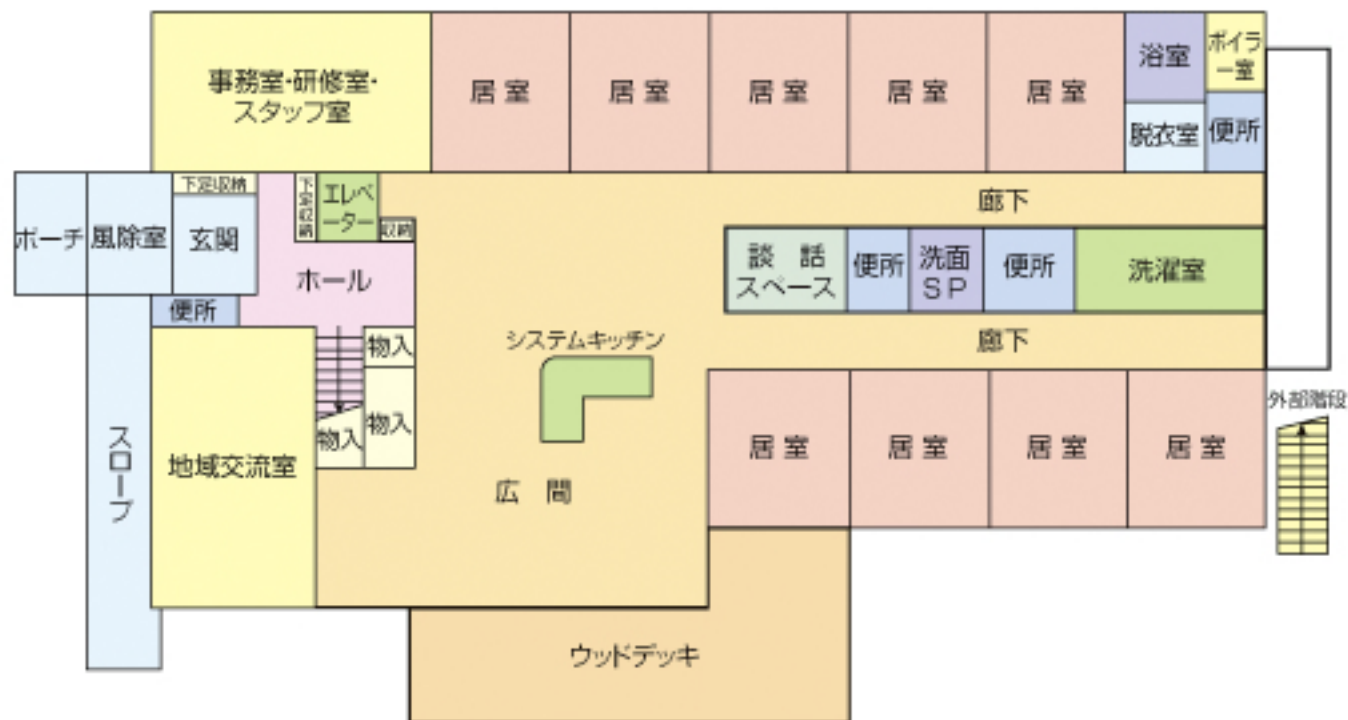 事務室・研修室・
スタッフ室
居室
居室
居室
居室
居室
浴室
ボイラ
ー室
脱衣室
便所
下足収納
下足収納
エレベ
ーター
収納
廊下
ポーチ
風除室
玄関
ホール
談話
スペース
便所
洗面
SP
便所
洗濯室
便所
物入
システムキッチン
廊下
外部階段
スロープ
地域交流室
物入
物入
広間
居室
居室
居室
居室
ウッドデッキ